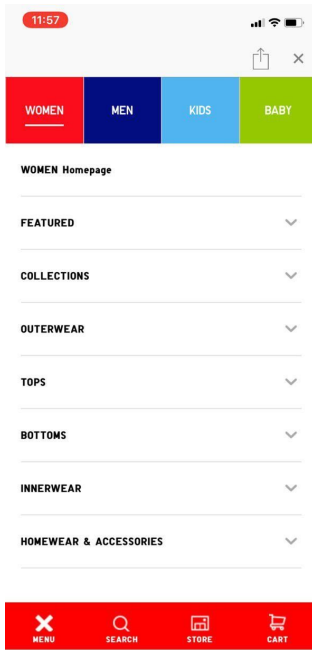 11:57
WOMEN MEN KIDS BABY
WOMEN Homepage
FEATURED
COLLECTIONS
OUTERWEAR
TOPS
BOTTOMS
INNERWEAR
HOMEWEAR & ACCESSORIES
MENU SEARCH STORE CART